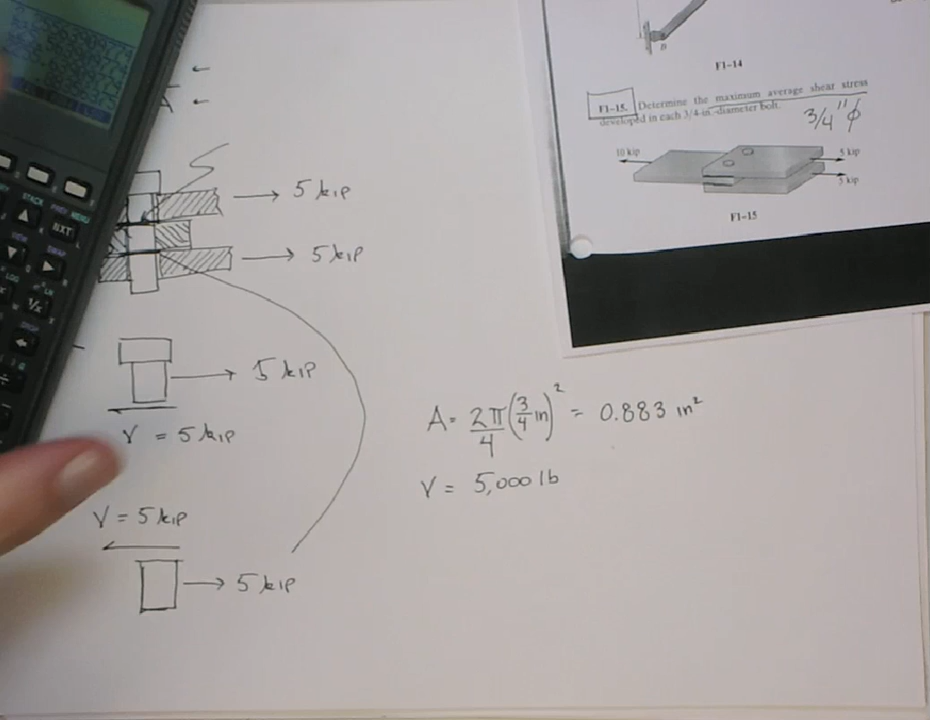 F1–14
F1–15. Determine the maximum average shear stress
developed in each 3/4-in.-diameter bolt.
3/4" ϕ
10 kip
5 kip
5 kip
F1–15
5 kip
5 kip
5 kip
V = 5 kip
V = 5 kip
5 kip
A = 2π/4 (3/4 in)² = 0.883 in²
V = 5,000 lb
NXT
1/x